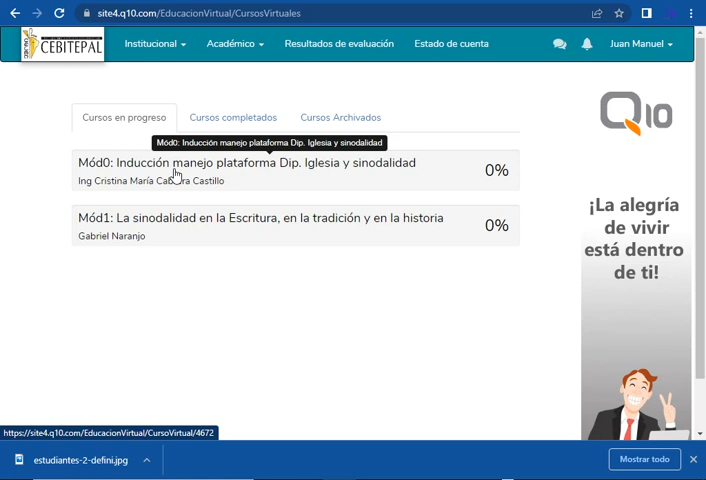 site4.q10.com/EducacionVirtual/CursosVirtuales
CEBITEPAL
Institucional
Académico
Resultados de evaluación
Estado de cuenta
Juan Manuel
Cursos en progreso
Cursos completados
Cursos Archivados
Mód0: Inducción manejo plataforma Dip. Iglesia y sinodalidad
Mód0: Inducción manejo plataforma Dip. Iglesia y sinodalidad
0%
Ing Cristina María Cabrera Castillo
Mód1: La sinodalidad en la Escritura, en la tradición y en la historia
0%
Gabriel Naranjo
Q10
¡La alegría
de vivir
está dentro
de ti!
https://site4.q10.com/EducacionVirtual/CursoVirtual/4672
estudiantes-2-defini.jpg
Mostrar todo